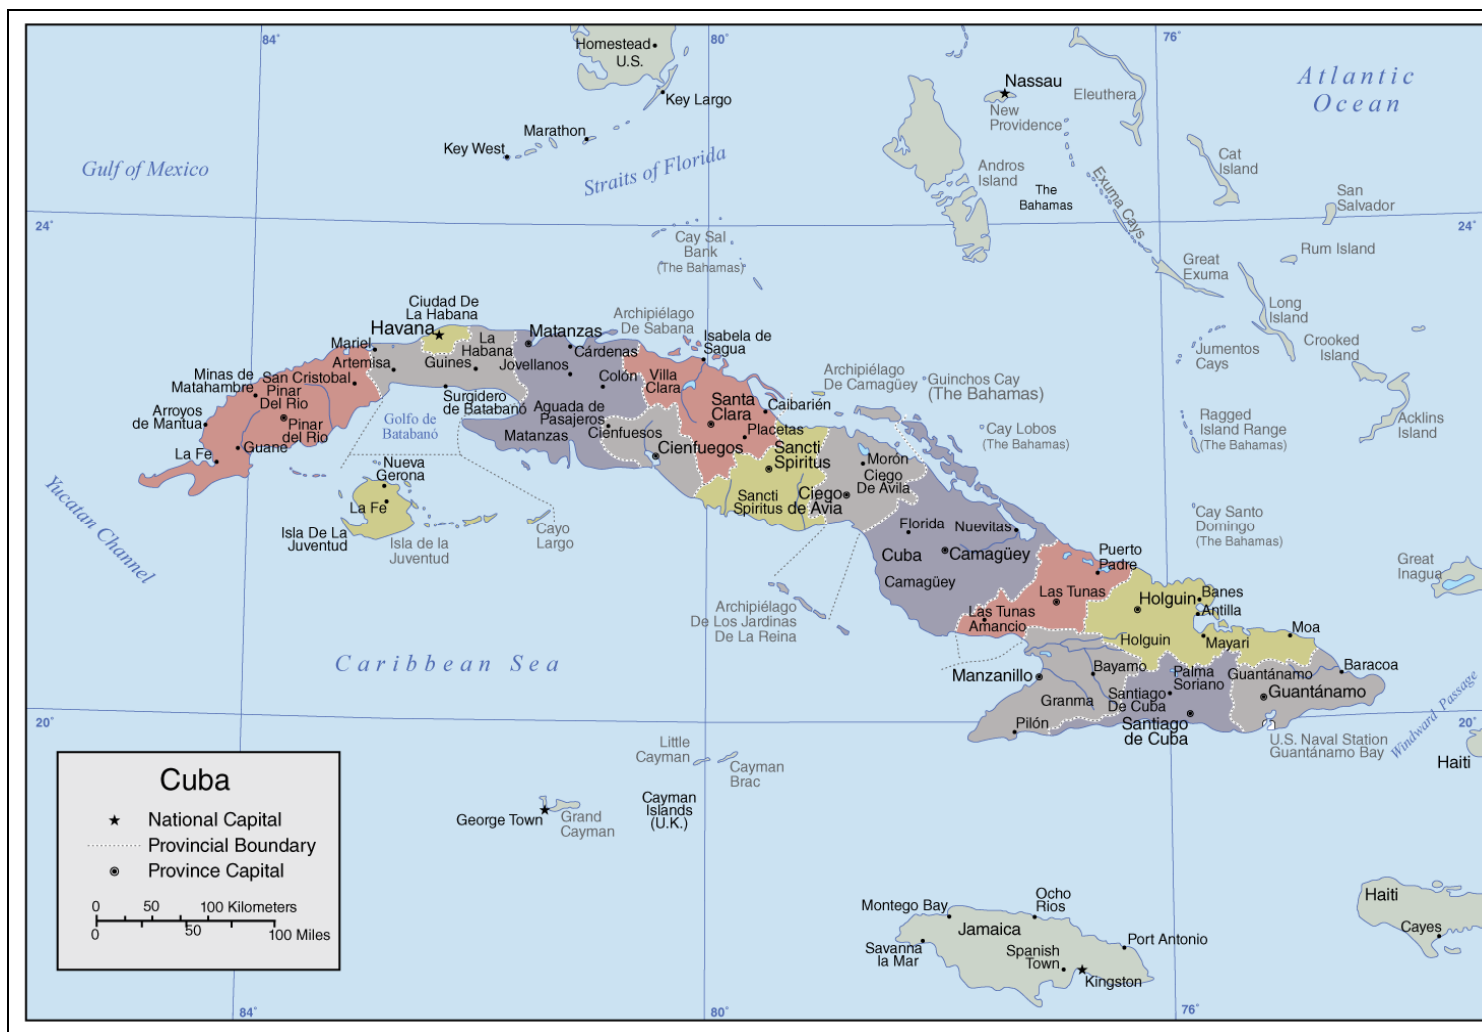 84°
80°
76°
Homestead
U.S.
Key Largo
Marathon
Key West
Gulf of Mexico
Straits of Florida
Nassau
New
Providence
Eleuthera
Atlantic
Ocean
Andros
Island
The
Bahamas
Exuma Cays
Cat
Island
San
Salvador
24°
24°
Cay Sal
Bank
(The Bahamas)
Great
Exuma
Rum Island
Long
Island
Crooked
Island
Jumentos
Cays
Acklins
Island
Ragged
Island Range
(The Bahamas)
Ciudad De
La Habana
Havana
La
Habana
Mariel
Artemisa
Guines
Matanzas
Cárdenas
Jovellanos
Colón
Archipiélago
De Sabana
Isabela de
Sagua
Minas de
Matahambre
San Cristobal
Pinar
Del Rio
Pinar
del Rio
Arroyos
de Mantua
Guane
La Fe
Surgidero
de Batabanó
Golfo de
Batabanó
Aguada de
Pasajeros
Matanzas
Cienfuesos
Cienfuegos
Villa
Clara
Santa
Clara
Caibarién
Placetas
Archipiélago
De Camagüey
Guinchos Cay
(The Bahamas)
Cay Lobos
(The Bahamas)
Sancti
Spiritus
Sancti
Spiritus
Morón
Ciego
De Avila
Ciego
de Avia
Yucatan Channel
Nueva
Gerona
La Fe
Isla De La
Juventud
Isla de la
Juventud
Cayo
Largo
Florida
Nuevitas
Cuba
Camagüey
Camagüey
Cay Santo
Domingo
(The Bahamas)
Great
Inagua
Puerto
Padre
Las Tunas
Las Tunas
Amancio
Holguin
Banes
Antilla
Holguin
Mayari
Moa
Archipiélago
De Los Jardinas
De La Reina
Caribbean Sea
Manzanillo
Bayamo
Granma
Pilón
Palma
Soriano
Santiago
De Cuba
Santiago
de Cuba
Guantánamo
Guantánamo
Baracoa
U.S. Naval Station
Guantánamo Bay
Windward Passage
20°
20°
Haiti
Little
Cayman
Cayman
Brac
Cayman
Islands
(U.K.)
George Town
Grand
Cayman
Cuba
National Capital
Provincial Boundary
Province Capital
0 50 100 Kilometers
0 50 100 Miles
Montego Bay
Ocho
Rios
Jamaica
Savanna
la Mar
Spanish
Town
Port Antonio
Kingston
Haiti
Cayes
84°
80°
76°